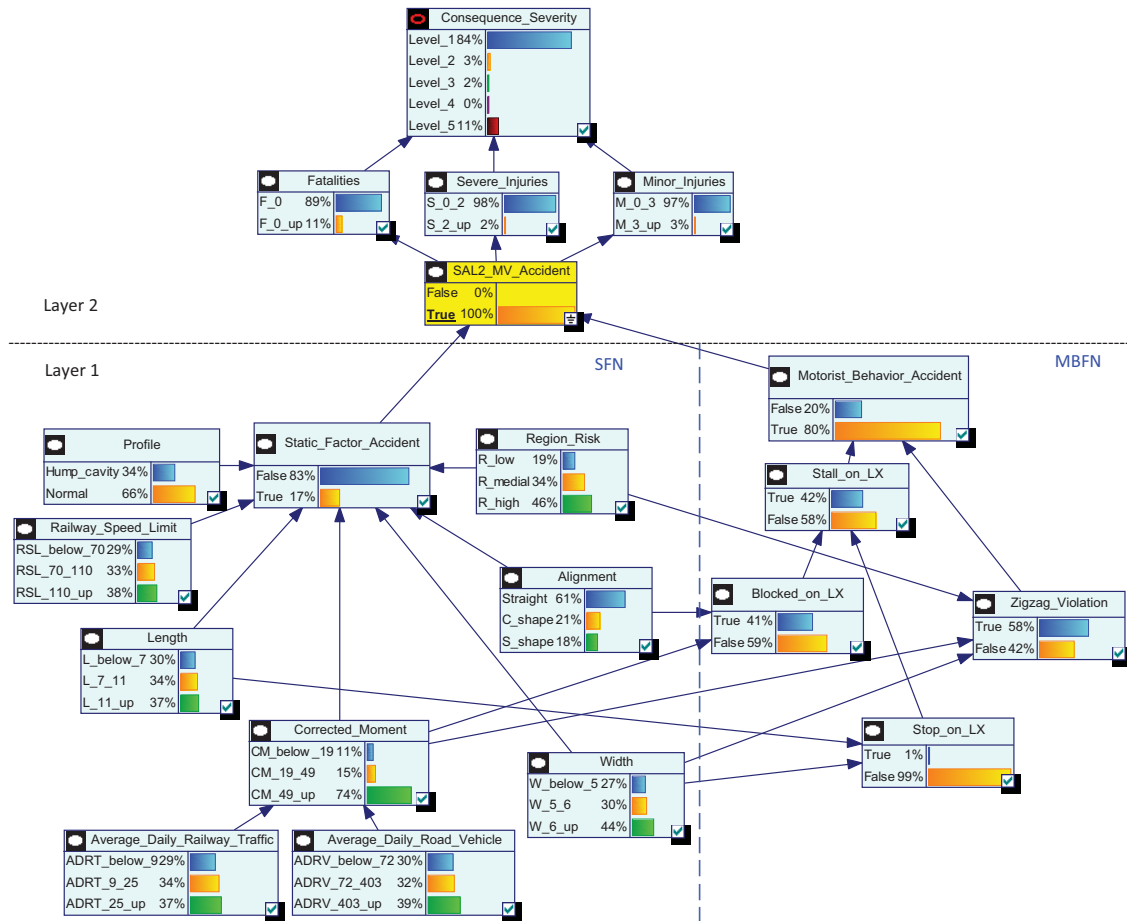 Consequence_Severity
Level_1 84%
Level_2 3%
Level_3 2%
Level_4 0%
Level_5 11%
Fatalities
F_0 89%
F_0_up 11%
Severe_Injuries
S_0_2 98%
S_2_up 2%
Minor_Injuries
M_0_3 97%
M_3_up 3%
SAL2_MV_Accident
False 0%
True 100%
Layer 2
Layer 1
SFN
MBFN
Motorist_Behavior_Accident
False 20%
True 80%
Profile
Hump_cavity 34%
Normal 66%
Static_Factor_Accident
False 83%
True 17%
Region_Risk
R_low 19%
R_medial 34%
R_high 46%
Stall_on_LX
True 42%
False 58%
Railway_Speed_Limit
RSL_below_70 29%
RSL_70_110 33%
RSL_110_up 38%
Alignment
Straight 61%
C_shape 21%
S_shape 18%
Blocked_on_LX
True 41%
False 59%
Zigzag_Violation
True 58%
False 42%
Length
L_below_7 30%
L_7_11 34%
L_11_up 37%
Corrected_Moment
CM_below_19 11%
CM_19_49 15%
CM_49_up 74%
Width
W_below_5 27%
W_5_6 30%
W_6_up 44%
Stop_on_LX
True 1%
False 99%
Average_Daily_Railway_Traffic
ADRT_below_9 29%
ADRT_9_25 34%
ADRT_25_up 37%
Average_Daily_Road_Vehicle
ADRV_below_72 30%
ADRV_72_403 32%
ADRV_403_up 39%